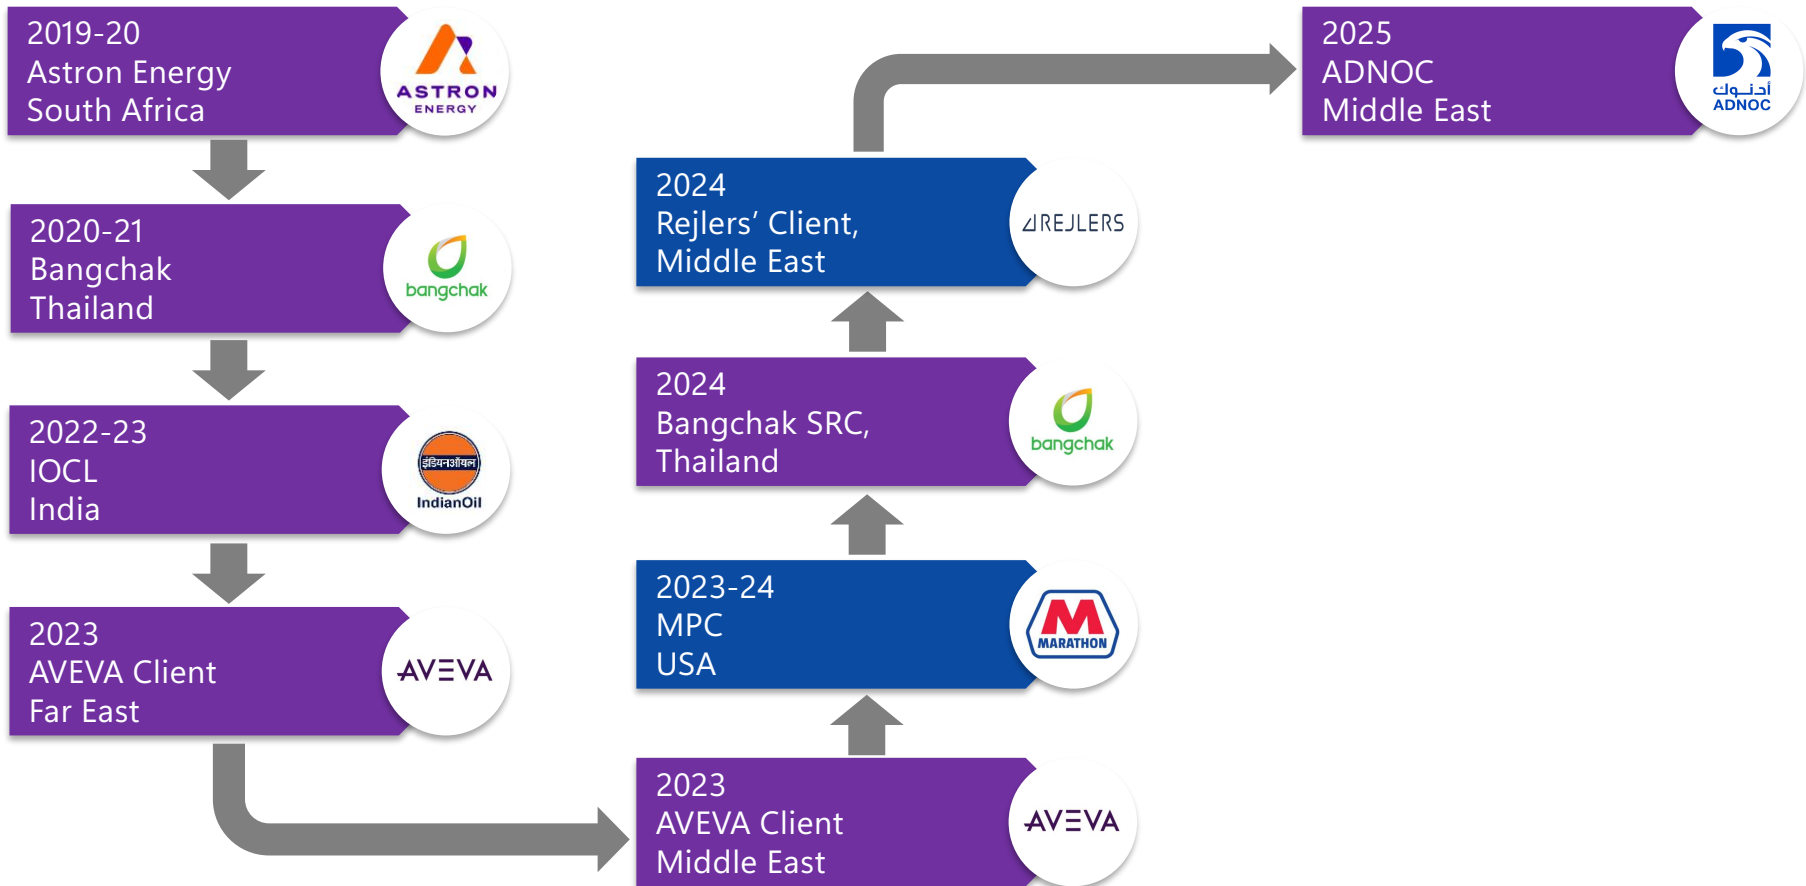 2019-20
Astron Energy
South Africa
ASTRON
ENERGY
2020-21
Bangchak
Thailand
bangchak
2022-23
IOCL
India
इंडियनऑयल
IndianOil
2023
AVEVA Client
Far East
AVEVA
2023
AVEVA Client
Middle East
AVEVA
2023-24
MPC
USA
M
MARATHON
2024
Bangchak SRC,
Thailand
bangchak
2024
Rejlers’ Client,
Middle East
REJLERS
2025
ADNOC
Middle East
أدنوك
ADNOC